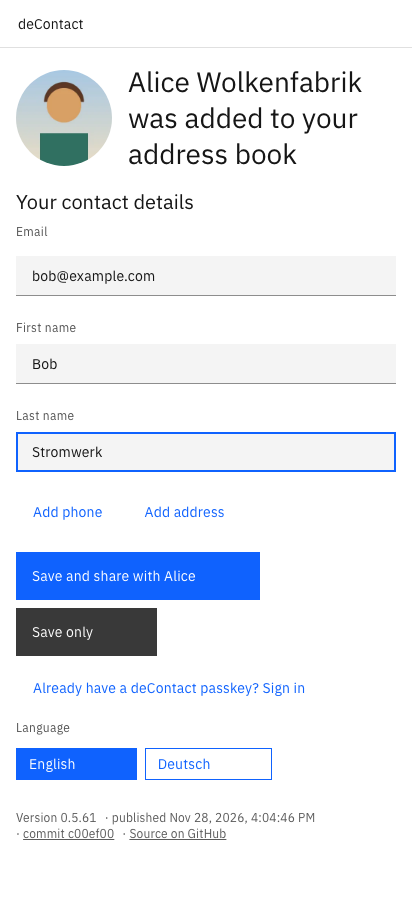 deContact
Alice Wolkenfabrik
was added to your
address book
Your contact details
Email
bob@example.com
First name
Bob
Last name
Stromwerk
Add phone Add address
Save and share with Alice
Save only
Already have a deContact passkey? Sign in
Language
English Deutsch
Version 0.5.61 · published Nov 28, 2026, 4:04:46 PM
· commit c00ef00 · Source on GitHub